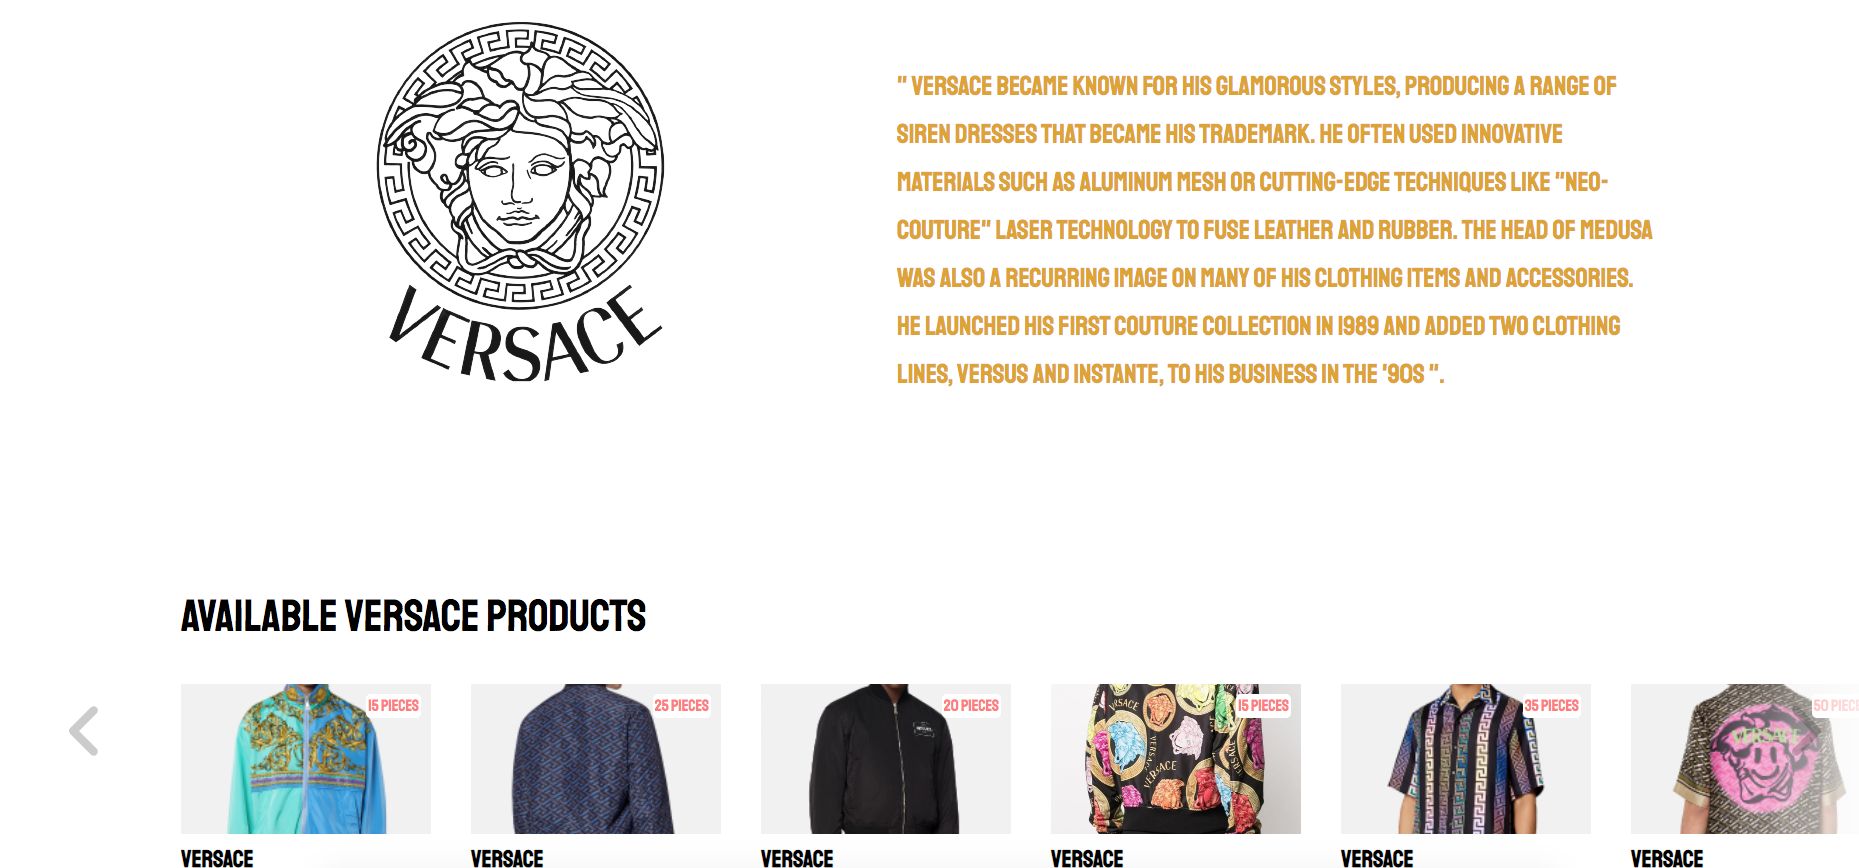 VERSACE
" VERSACE BECAME KNOWN FOR HIS GLAMOROUS STYLES, PRODUCING A RANGE OF
SIREN DRESSES THAT BECAME HIS TRADEMARK. HE OFTEN USED INNOVATIVE
MATERIALS SUCH AS ALUMINUM MESH OR CUTTING-EDGE TECHNIQUES LIKE "NEO-
COUTURE" LASER TECHNOLOGY TO FUSE LEATHER AND RUBBER. THE HEAD OF MEDUSA
WAS ALSO A RECURRING IMAGE ON MANY OF HIS CLOTHING ITEMS AND ACCESSORIES.
HE LAUNCHED HIS FIRST COUTURE COLLECTION IN 1989 AND ADDED TWO CLOTHING
LINES, VERSUS AND INSTANTE, TO HIS BUSINESS IN THE '90S ".
AVAILABLE VERSACE PRODUCTS
15 PIECES
25 PIECES
20 PIECES
15 PIECES
35 PIECES
50 PIECE
VERSACE
VERSACE
VERSACE
VERSACE
VERSACE
VERSACE
VERSACE
VERSACE
VERSACE